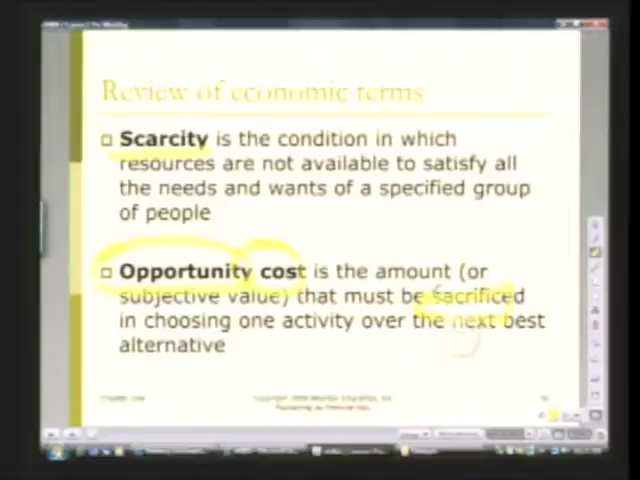 Review of economic terms
Scarcity is the condition in which
resources are not available to satisfy all
the needs and wants of a specified group
of people
Opportunity cost is the amount (or
subjective value) that must be sacrificed
in choosing one activity over the next best
alternative